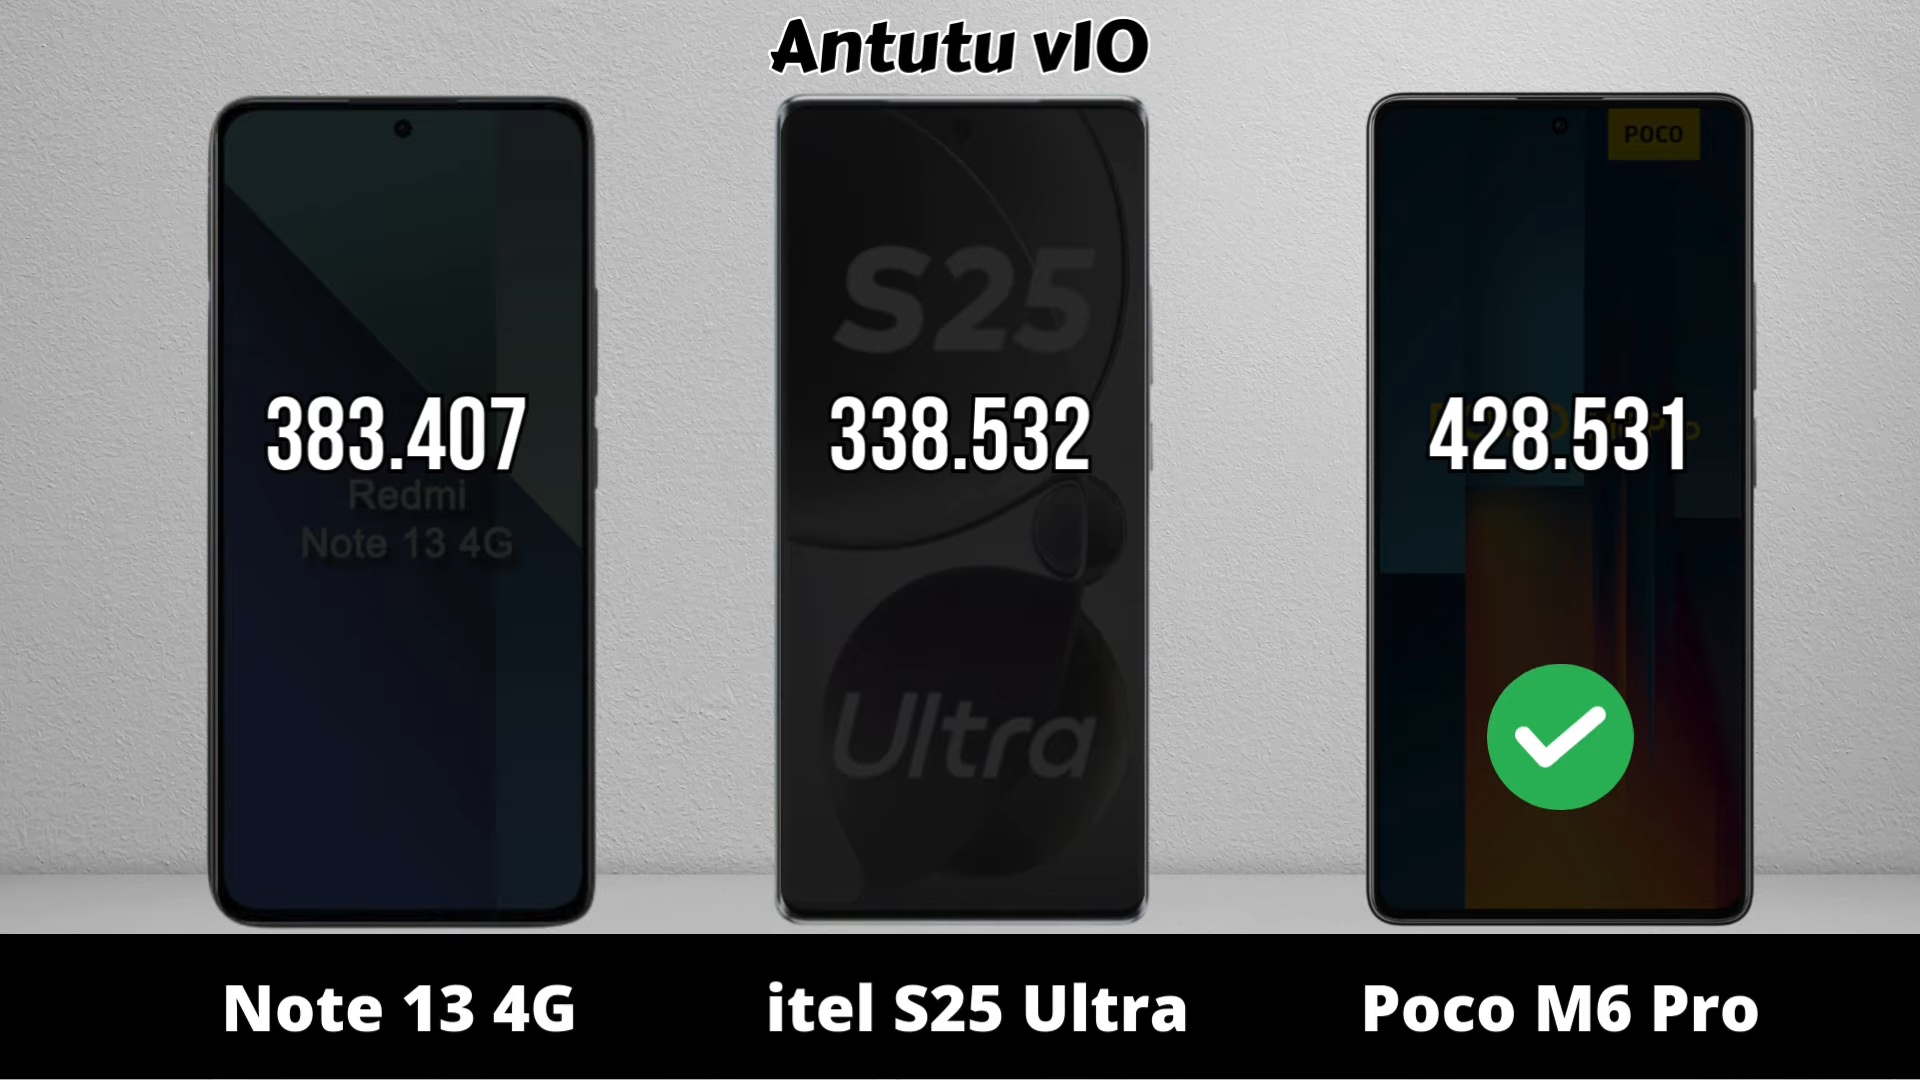 Antutu v10
POCO
S25
383.407
338.532
428.531
Redmi
Note 13 4G
Ultra
Note 13 4G
itel S25 Ultra
Poco M6 Pro